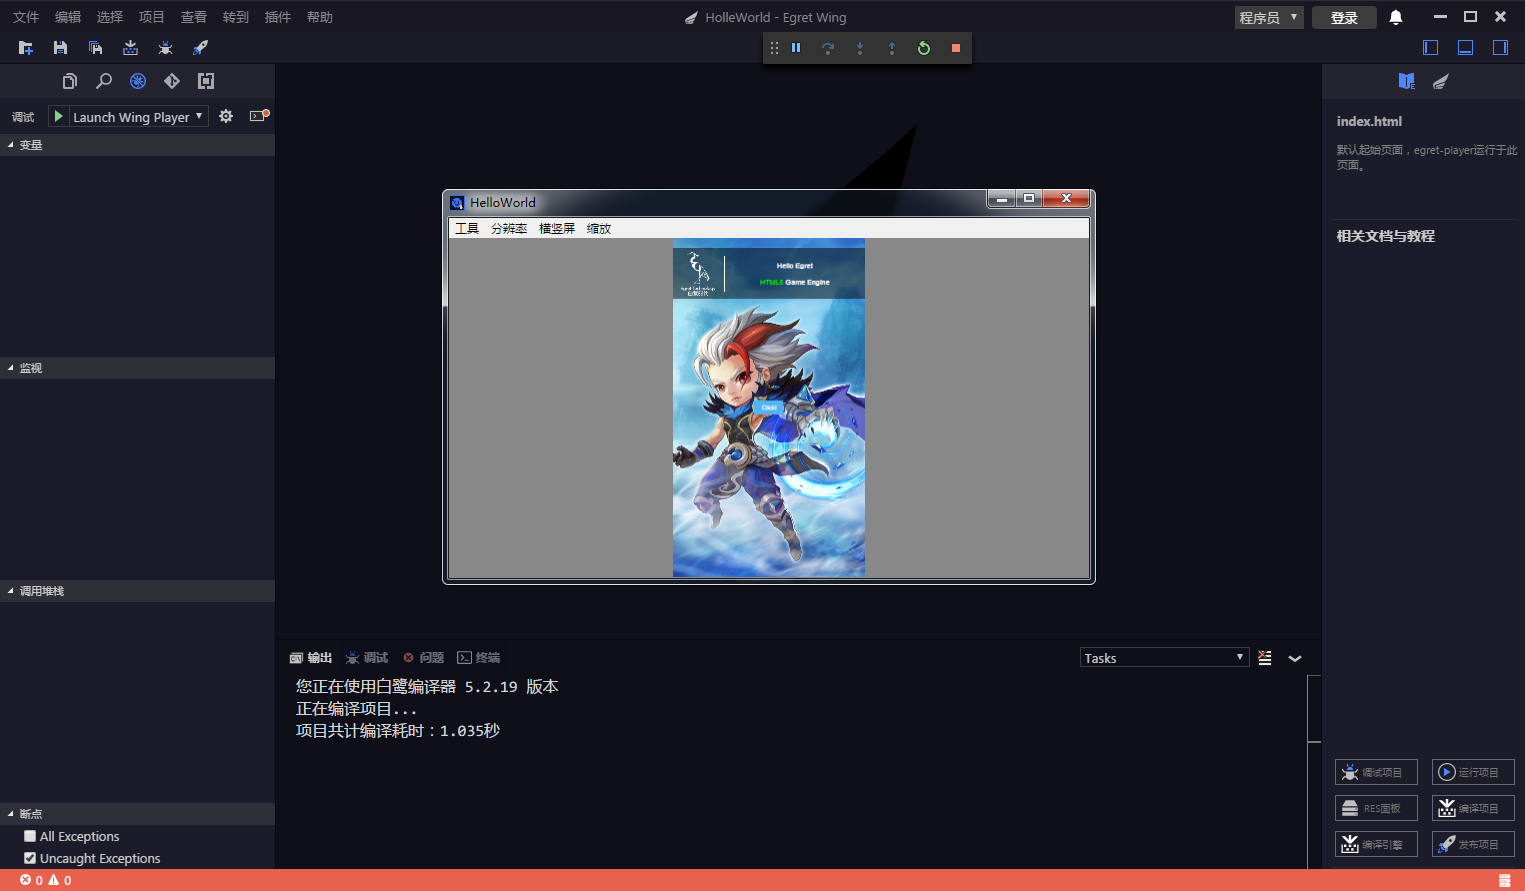 文件 编辑 选择 项目 查看 转到 插件 帮助
HolleWorld - Egret Wing
程序员
登录
调试
Launch Wing Player
变量
监视
调用堆栈
断点
All Exceptions
Uncaught Exceptions
0 0
HelloWorld
工具 分辨率 横竖屏 缩放
Hello Egret
HTML5 Game Engine
Egret Technology
白鹭时代
Click!
输出 调试 问题 终端
Tasks
您正在使用白鹭编译器 5.2.19 版本
正在编译项目...
项目共计编译耗时：1.035秒
index.html
默认起始页面，egret-player运行于此
页面。
相关文档与教程
调试项目 运行项目
RES面板 编译项目
编译引擎 发布项目